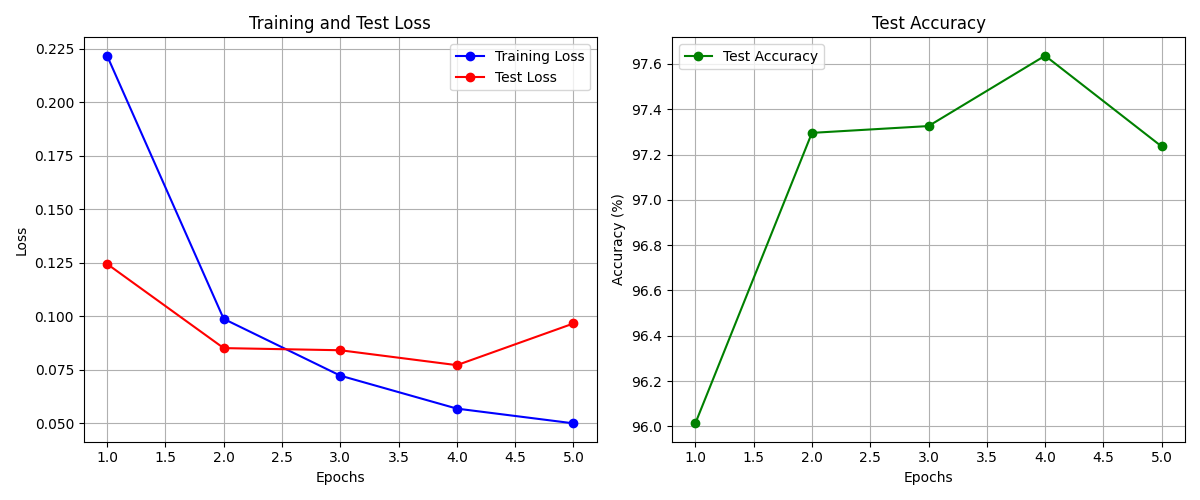 Training and Test Loss
Training Loss
Test Loss
0.225
0.200
0.175
0.150
0.125
0.100
0.075
0.050
Loss
1.0 1.5 2.0 2.5 3.0 3.5 4.0 4.5 5.0
Epochs
Test Accuracy
Test Accuracy
97.6
97.4
97.2
97.0
96.8
96.6
96.4
96.2
96.0
Accuracy (%)
1.0 1.5 2.0 2.5 3.0 3.5 4.0 4.5 5.0
Epochs